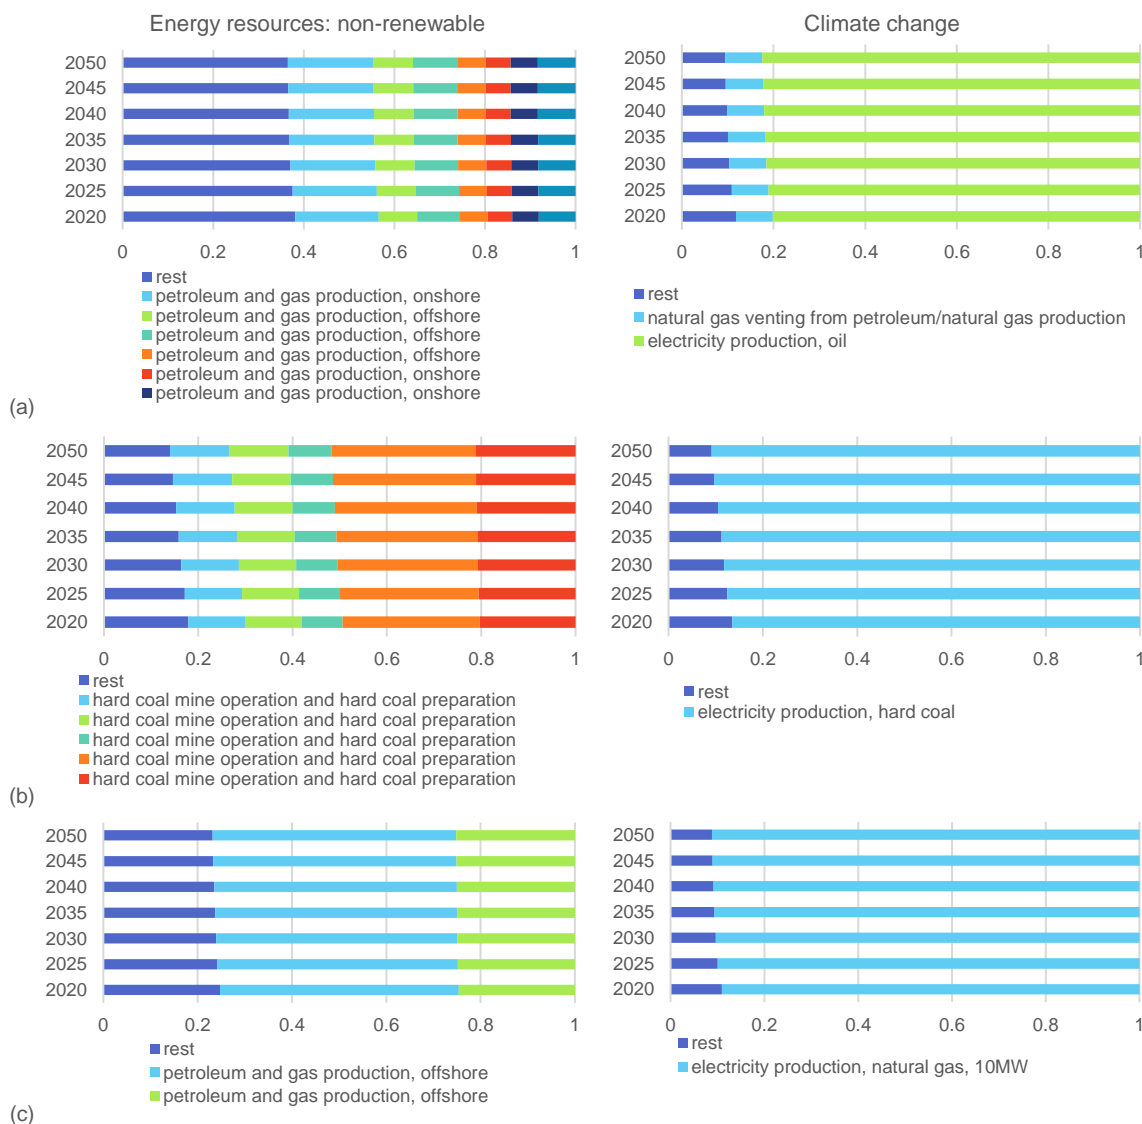 Energy resources: non-renewable
2050
2045
2040
2035
2030
2025
2020
0 0.2 0.4 0.6 0.8 1
rest
petroleum and gas production, onshore
petroleum and gas production, offshore
petroleum and gas production, offshore
petroleum and gas production, offshore
petroleum and gas production, onshore
petroleum and gas production, onshore
Climate change
2050
2045
2040
2035
2030
2025
2020
0 0.2 0.4 0.6 0.8 1
rest
natural gas venting from petroleum/natural gas production
electricity production, oil
(a)
2050
2045
2040
2035
2030
2025
2020
0 0.2 0.4 0.6 0.8 1
rest
hard coal mine operation and hard coal preparation
hard coal mine operation and hard coal preparation
hard coal mine operation and hard coal preparation
hard coal mine operation and hard coal preparation
hard coal mine operation and hard coal preparation
2050
2045
2040
2035
2030
2025
2020
0 0.2 0.4 0.6 0.8 1
rest
electricity production, hard coal
(b)
2050
2045
2040
2035
2030
2025
2020
0 0.2 0.4 0.6 0.8 1
rest
petroleum and gas production, offshore
petroleum and gas production, offshore
2050
2045
2040
2035
2030
2025
2020
0 0.2 0.4 0.6 0.8 1
rest
electricity production, natural gas, 10MW
(c)